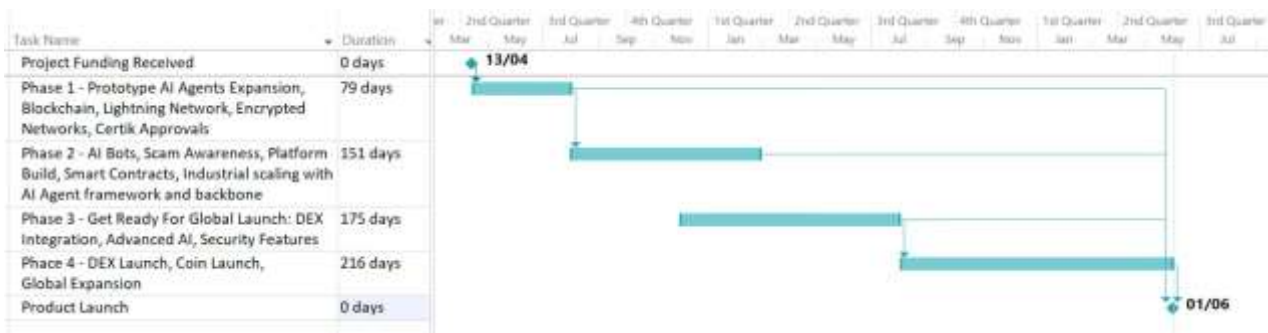 2nd Quarter 3rd Quarter 4th Quarter 1st Quarter 2nd Quarter 3rd Quarter 4th Quarter 1st Quarter 2nd Quarter 3rd Quarter
Task Name Duration Mar May Jul Sep Nov Jan Mar May Jul Sep Nov Jan Mar May Jul
Project Funding Received 0 days 13/04
Phase 1 - Prototype AI Agents Expansion, 79 days
Blockchain, Lightning Network, Encrypted
Networks, Certik Approvals
Phase 2 - AI Bots, Scam Awareness, Platform 151 days
Build, Smart Contracts, Industrial scaling with
AI Agent framework and backbone
Phase 3 - Get Ready For Global Launch: DEX 175 days
Integration, Advanced AI, Security Features
Phace 4 - DEX Launch, Coin Launch, 216 days
Global Expansion
Product Launch 0 days 01/06